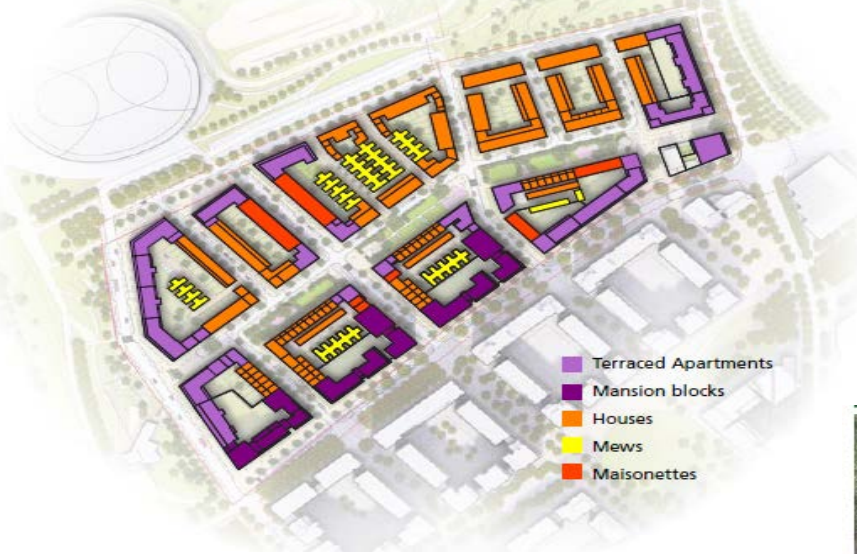 Terraced Apartments
Mansion blocks
Houses
Mews
Maisonettes